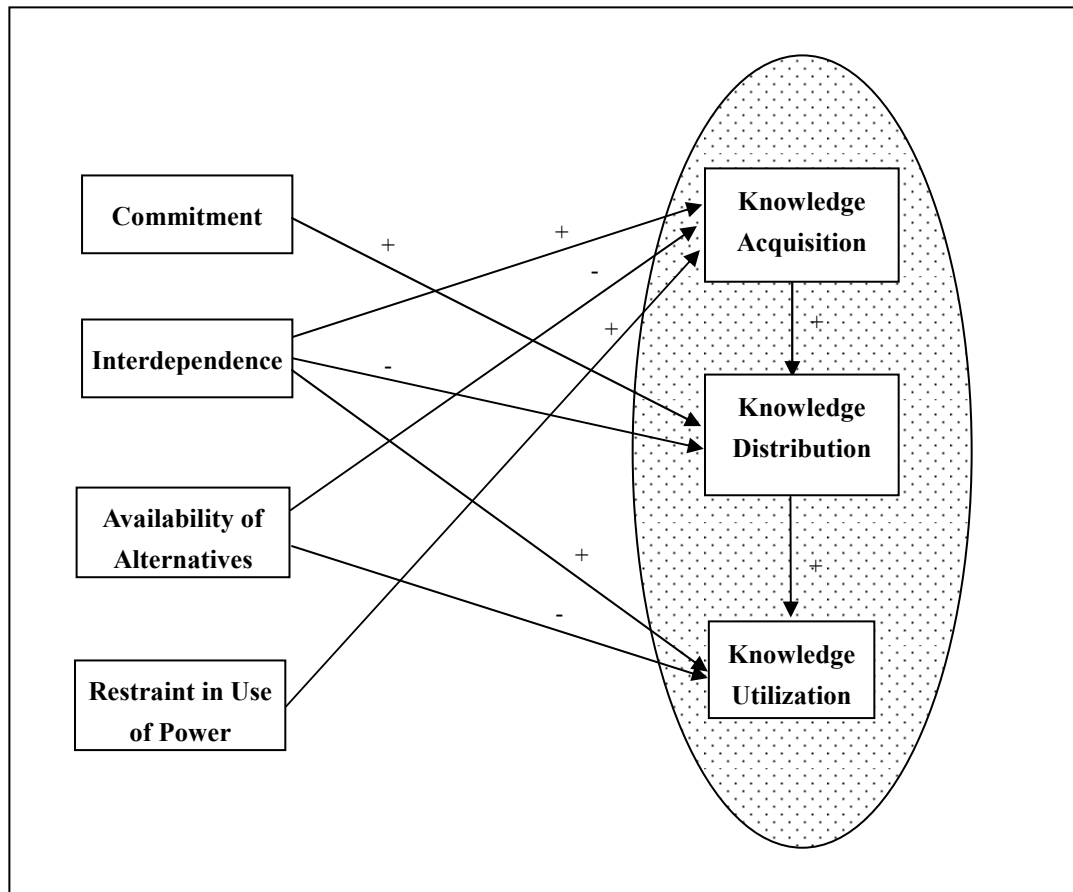 Commitment
Interdependence
Availability of
Alternatives
Restraint in Use
of Power
+
+
-
+
-
+
-
Knowledge
Acquisition
+
Knowledge
Distribution
+
Knowledge
Utilization